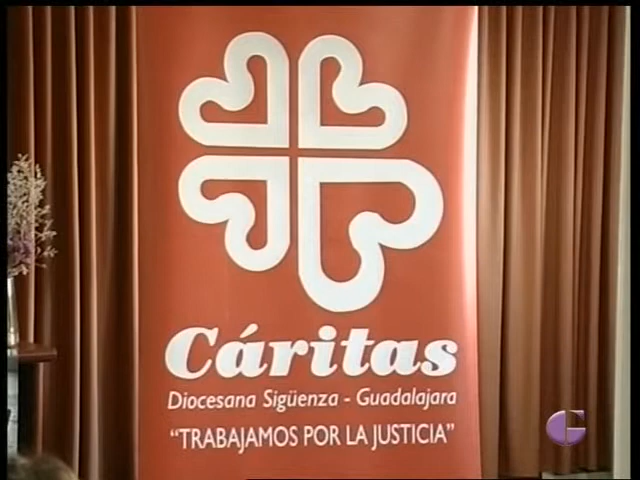 Cáritas
Diocesana Sigüenza - Guadalajara
“TRABAJAMOS POR LA JUSTICIA”